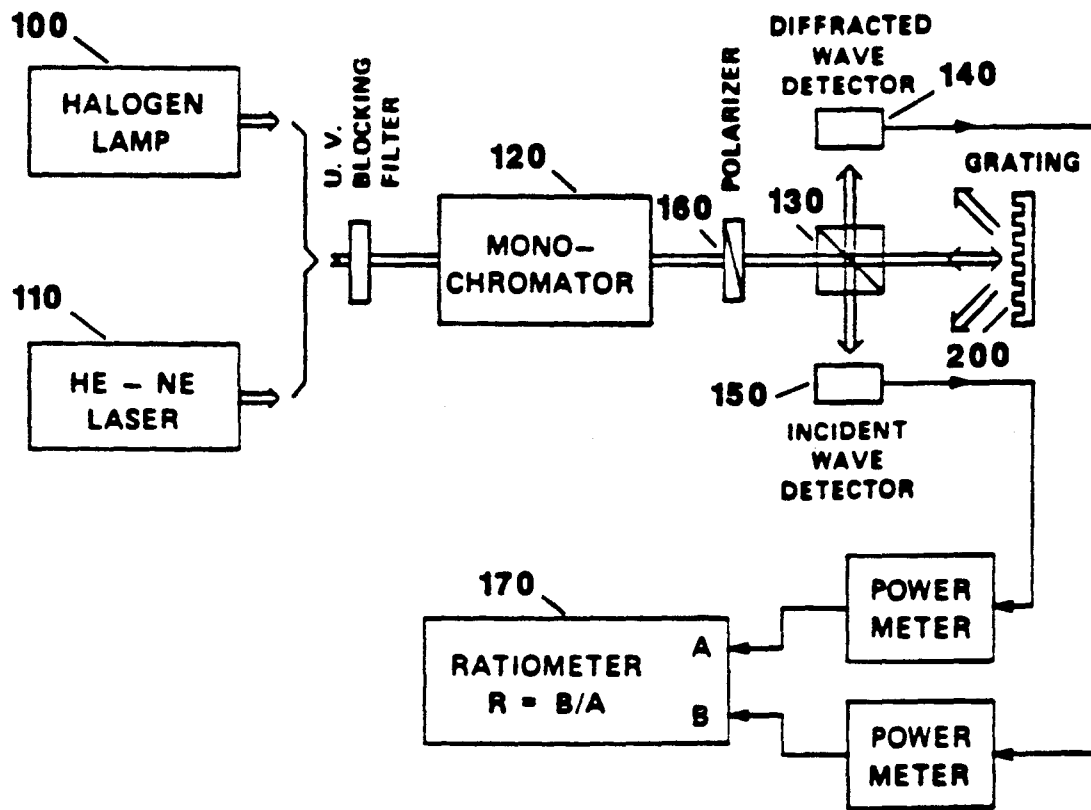 100
HALOGEN
LAMP
110
HE – NE
LASER
U. V.
BLOCKING
FILTER
120
MONO–
CHROMATOR
160
POLARIZER
130
DIFFRACTED
WAVE
DETECTOR
140
GRATING
200
150
INCIDENT
WAVE
DETECTOR
170
RATIOMETER
R = B/A
A
B
POWER
METER
POWER
METER